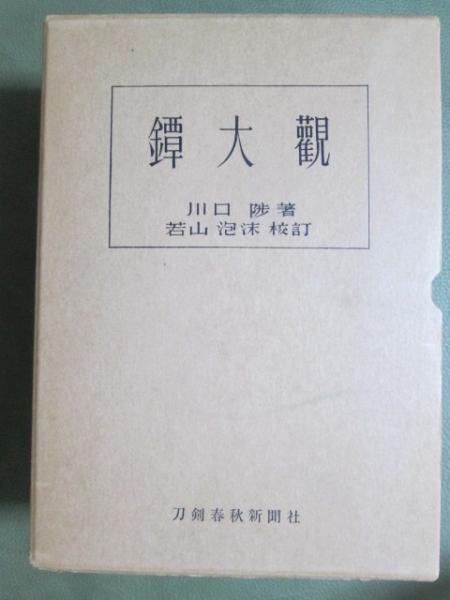 鐔大觀
川口 陟 著
若山 泡沫 校訂
刀剣春秋新聞社